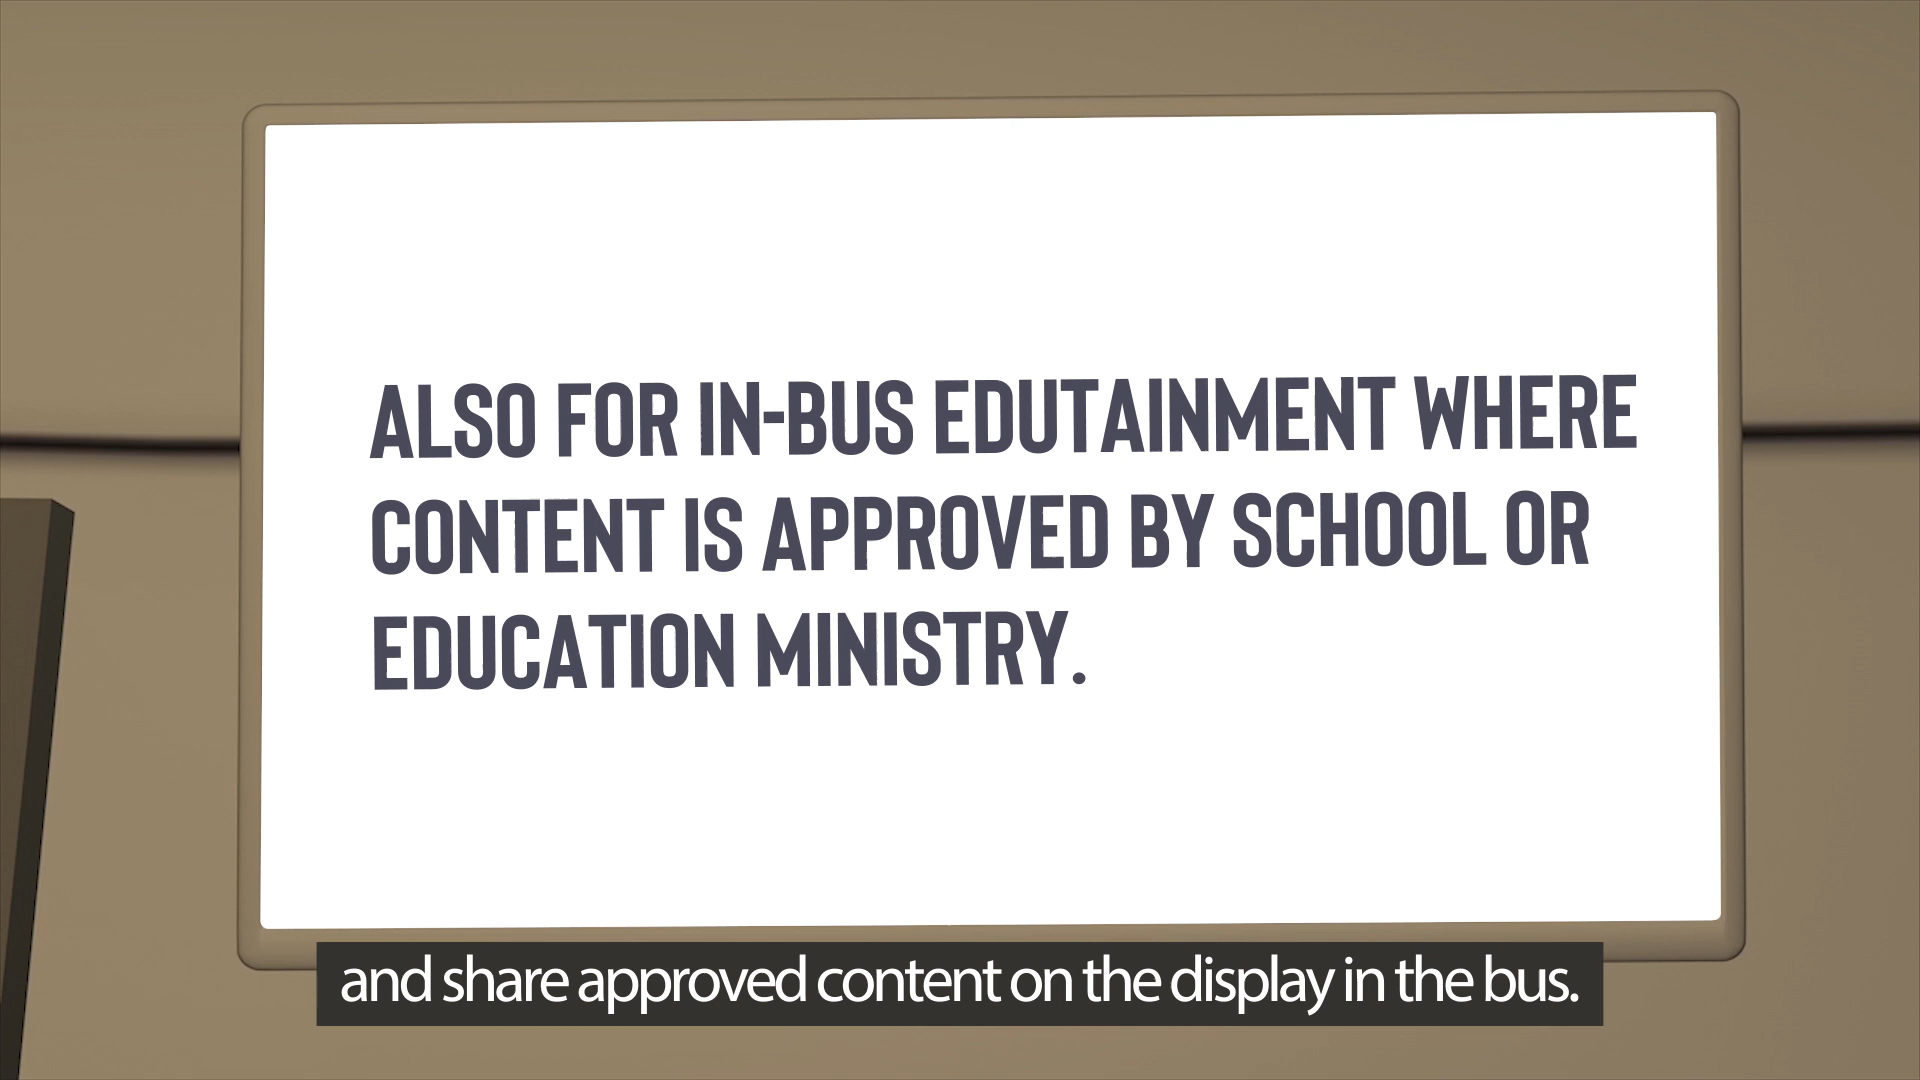 ALSO FOR IN-BUS EDUTAINMENT WHERE
CONTENT IS APPROVED BY SCHOOL OR
EDUCATION MINISTRY.
and share approved content on the display in the bus.